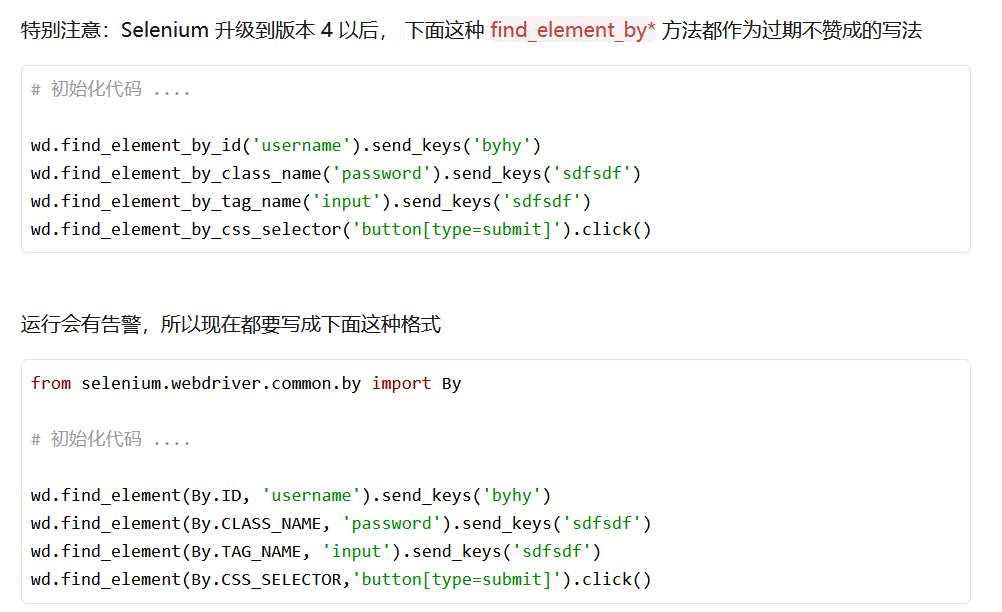 特别注意：Selenium 升级到版本 4 以后， 下面这种 find_element_by* 方法都作为过期不赞成的写法
# 初始化代码 ....
wd.find_element_by_id('username').send_keys('byhy')
wd.find_element_by_class_name('password').send_keys('sdfsdf')
wd.find_element_by_tag_name('input').send_keys('sdfsdf')
wd.find_element_by_css_selector('button[type=submit]').click()
运行会有告警，所以现在都要写成下面这种格式
from selenium.webdriver.common.by import By
# 初始化代码 ....
wd.find_element(By.ID, 'username').send_keys('byhy')
wd.find_element(By.CLASS_NAME, 'password').send_keys('sdfsdf')
wd.find_element(By.TAG_NAME, 'input').send_keys('sdfsdf')
wd.find_element(By.CSS_SELECTOR,'button[type=submit]').click()